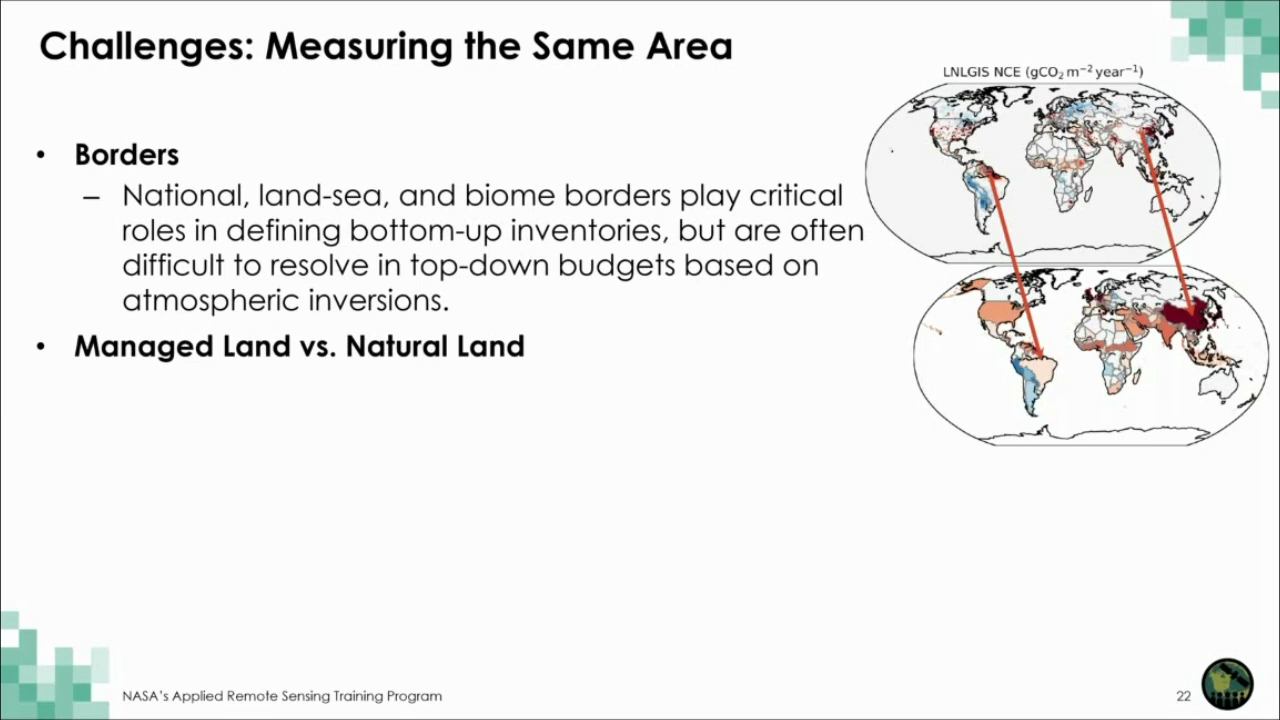 Challenges: Measuring the Same Area
LNLGIS NCE (gCO₂ m⁻² year⁻¹)
• Borders
– National, land-sea, and biome borders play critical
roles in defining bottom-up inventories, but are often
difficult to resolve in top-down budgets based on
atmospheric inversions.
• Managed Land vs. Natural Land
NASA's Applied Remote Sensing Training Program
22